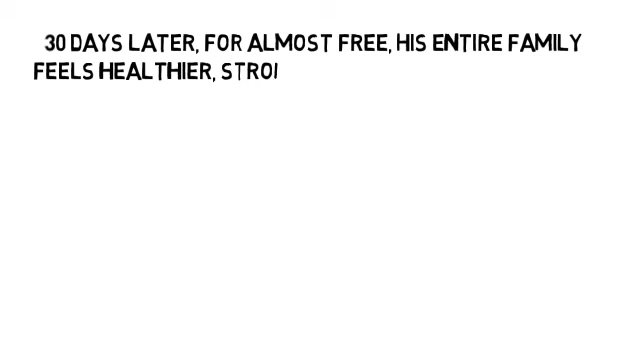 30 DAYS LATER, FOR ALMOST FREE, HIS ENTIRE FAMILY
FEELS HEALTHIER,